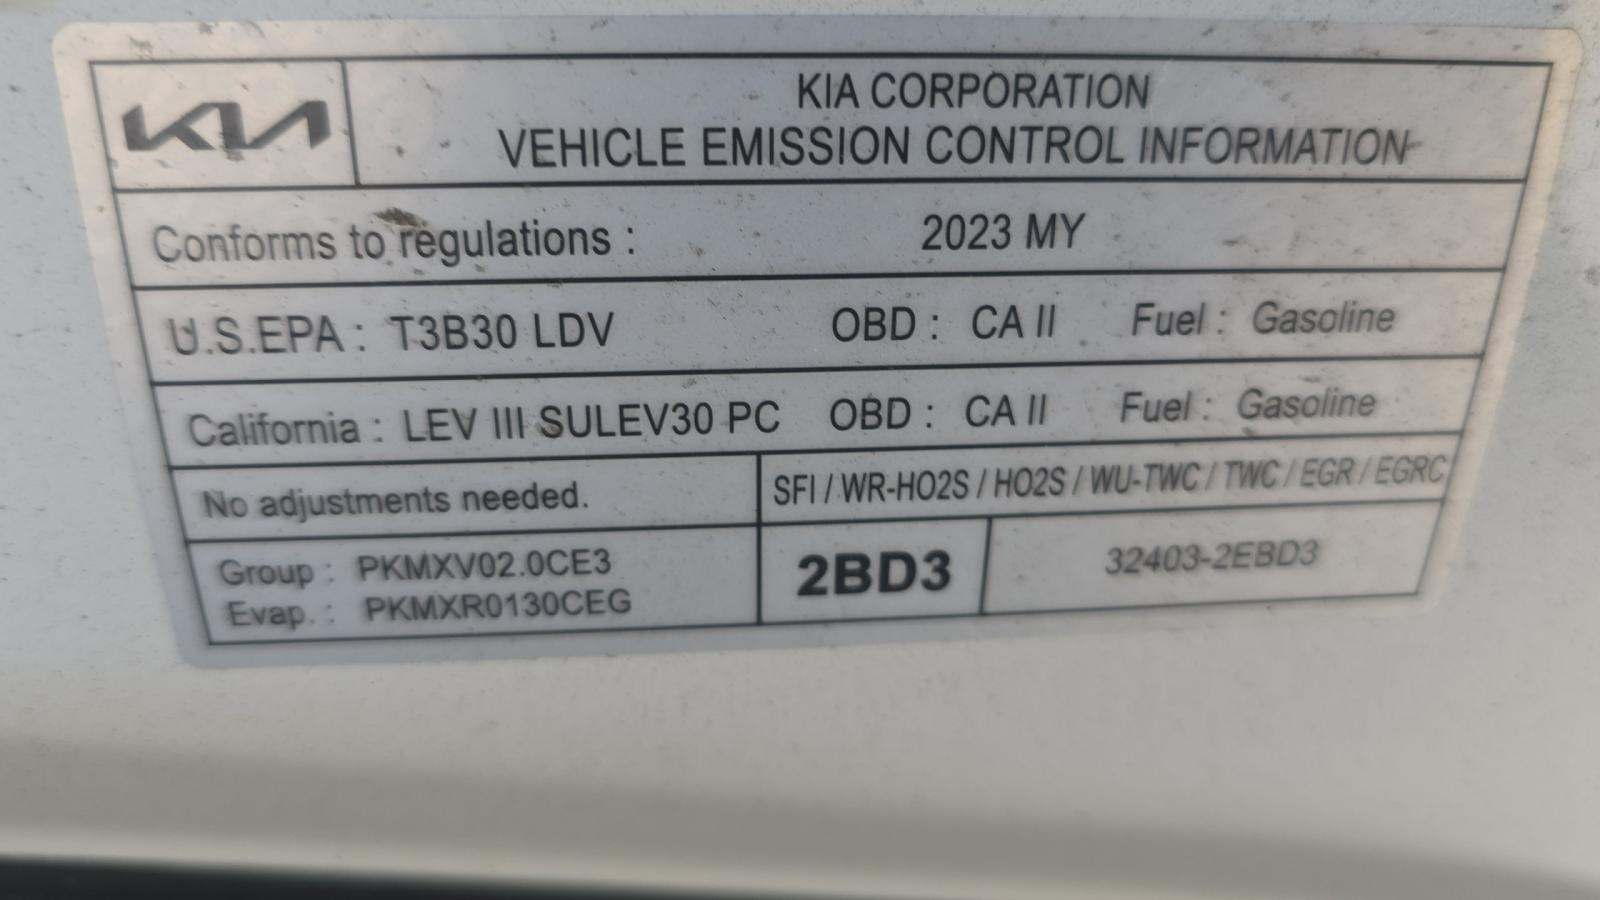 KIA
KIA CORPORATION
VEHICLE EMISSION CONTROL INFORMATION
Conforms to regulations : 2023 MY
U.S.EPA : T3B30 LDV OBD : CA II Fuel : Gasoline
California : LEV III SULEV30 PC OBD : CA II Fuel : Gasoline
No adjustments needed. SFI / WR-HO2S / HO2S / WU-TWC / TWC / EGR / EGRC
Group : PKMXV02.0CE3
Evap. : PKMXR0130CEG
2BD3
32403-2EBD3